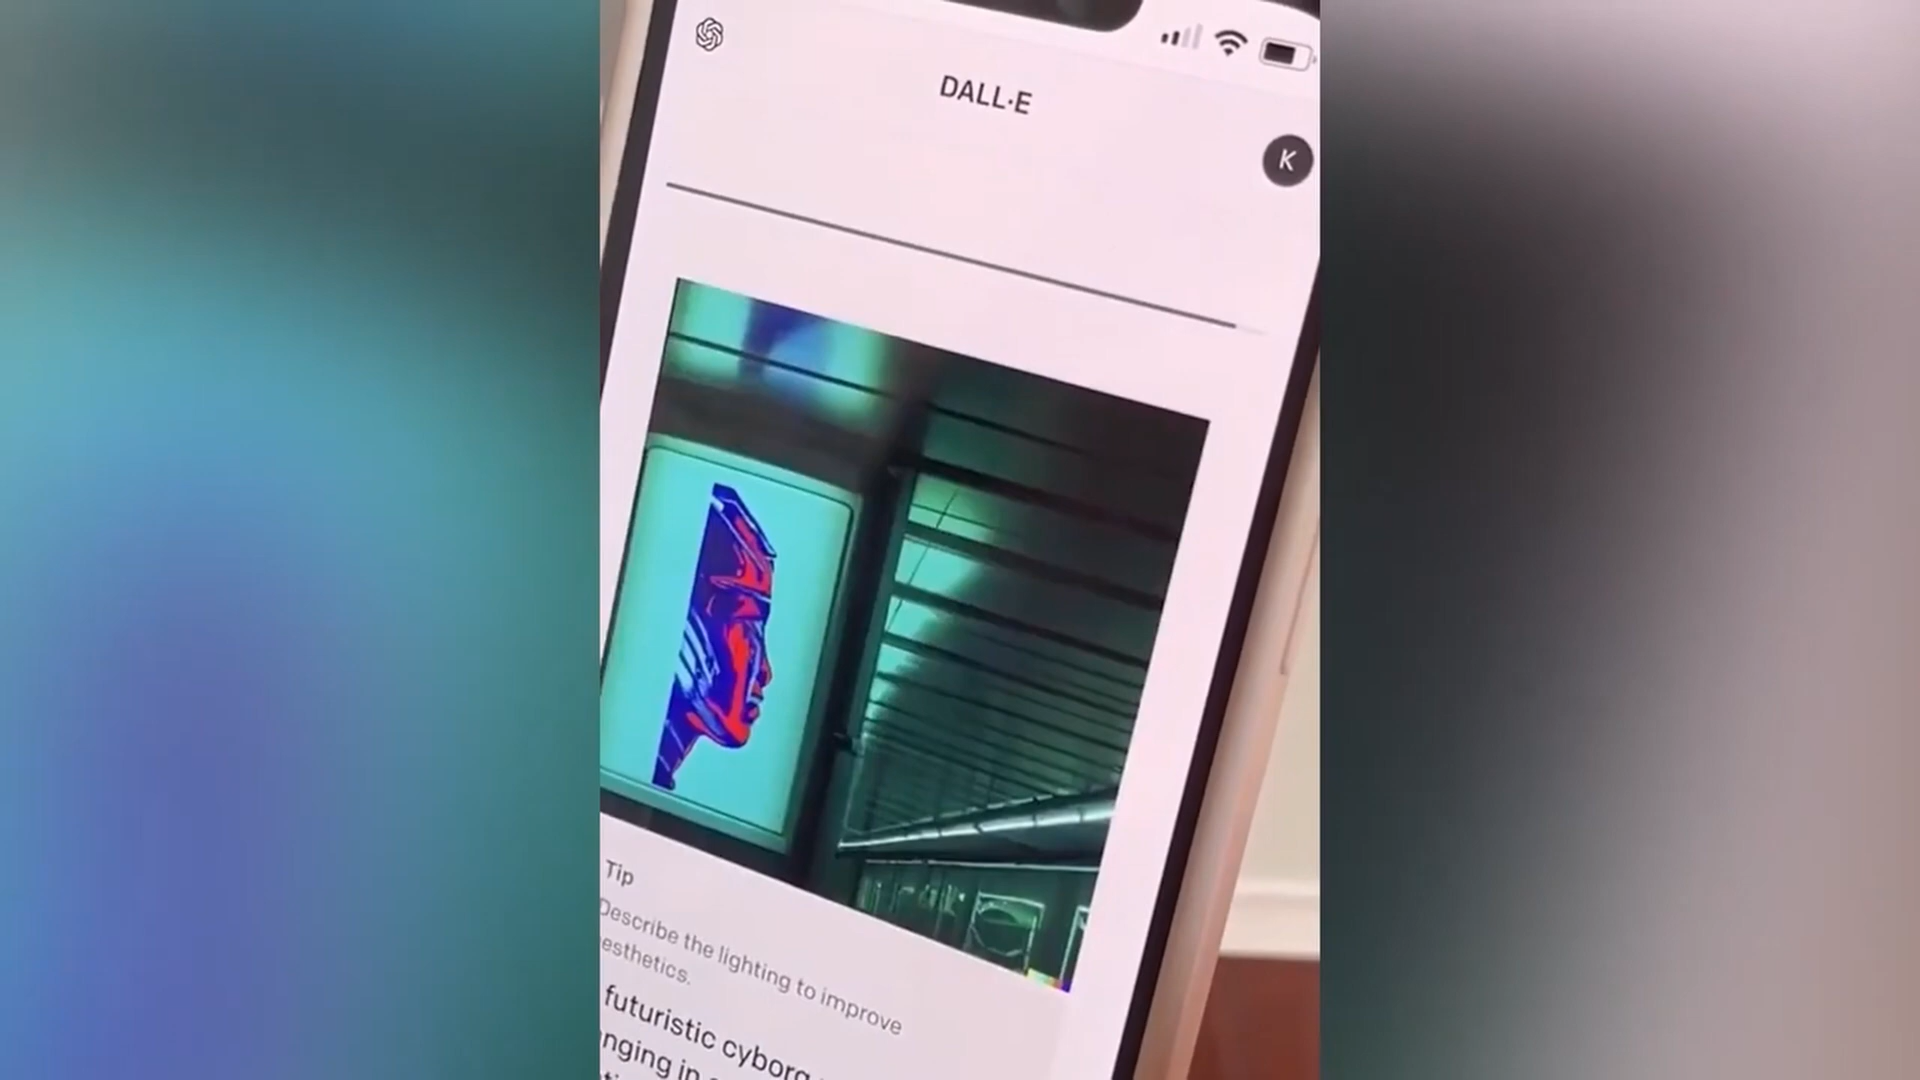 DALL·E
K
Tip
Describe the lighting to improve
esthetics.
futuristic cyborg
nging in